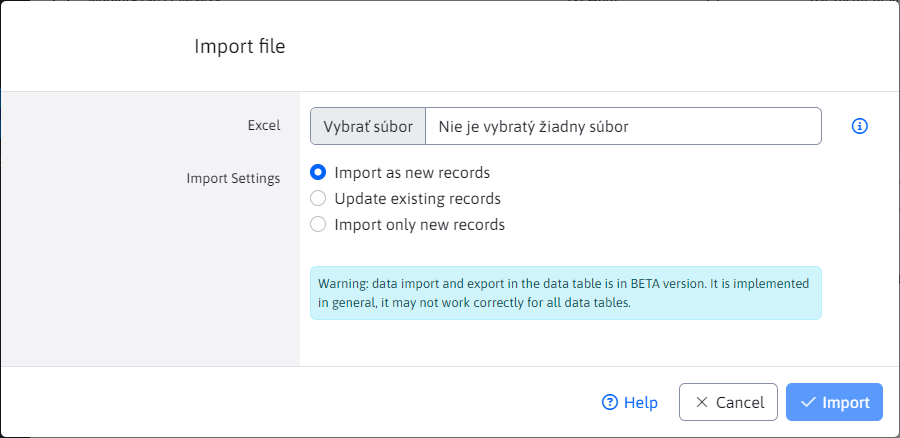 Import file
Excel
Vybrať súbor
Nie je vybratý žiadny súbor
Import Settings
Import as new records
Update existing records
Import only new records
Warning: data import and export in the data table is in BETA version. It is implemented
in general, it may not work correctly for all data tables.
Help
Cancel
Import